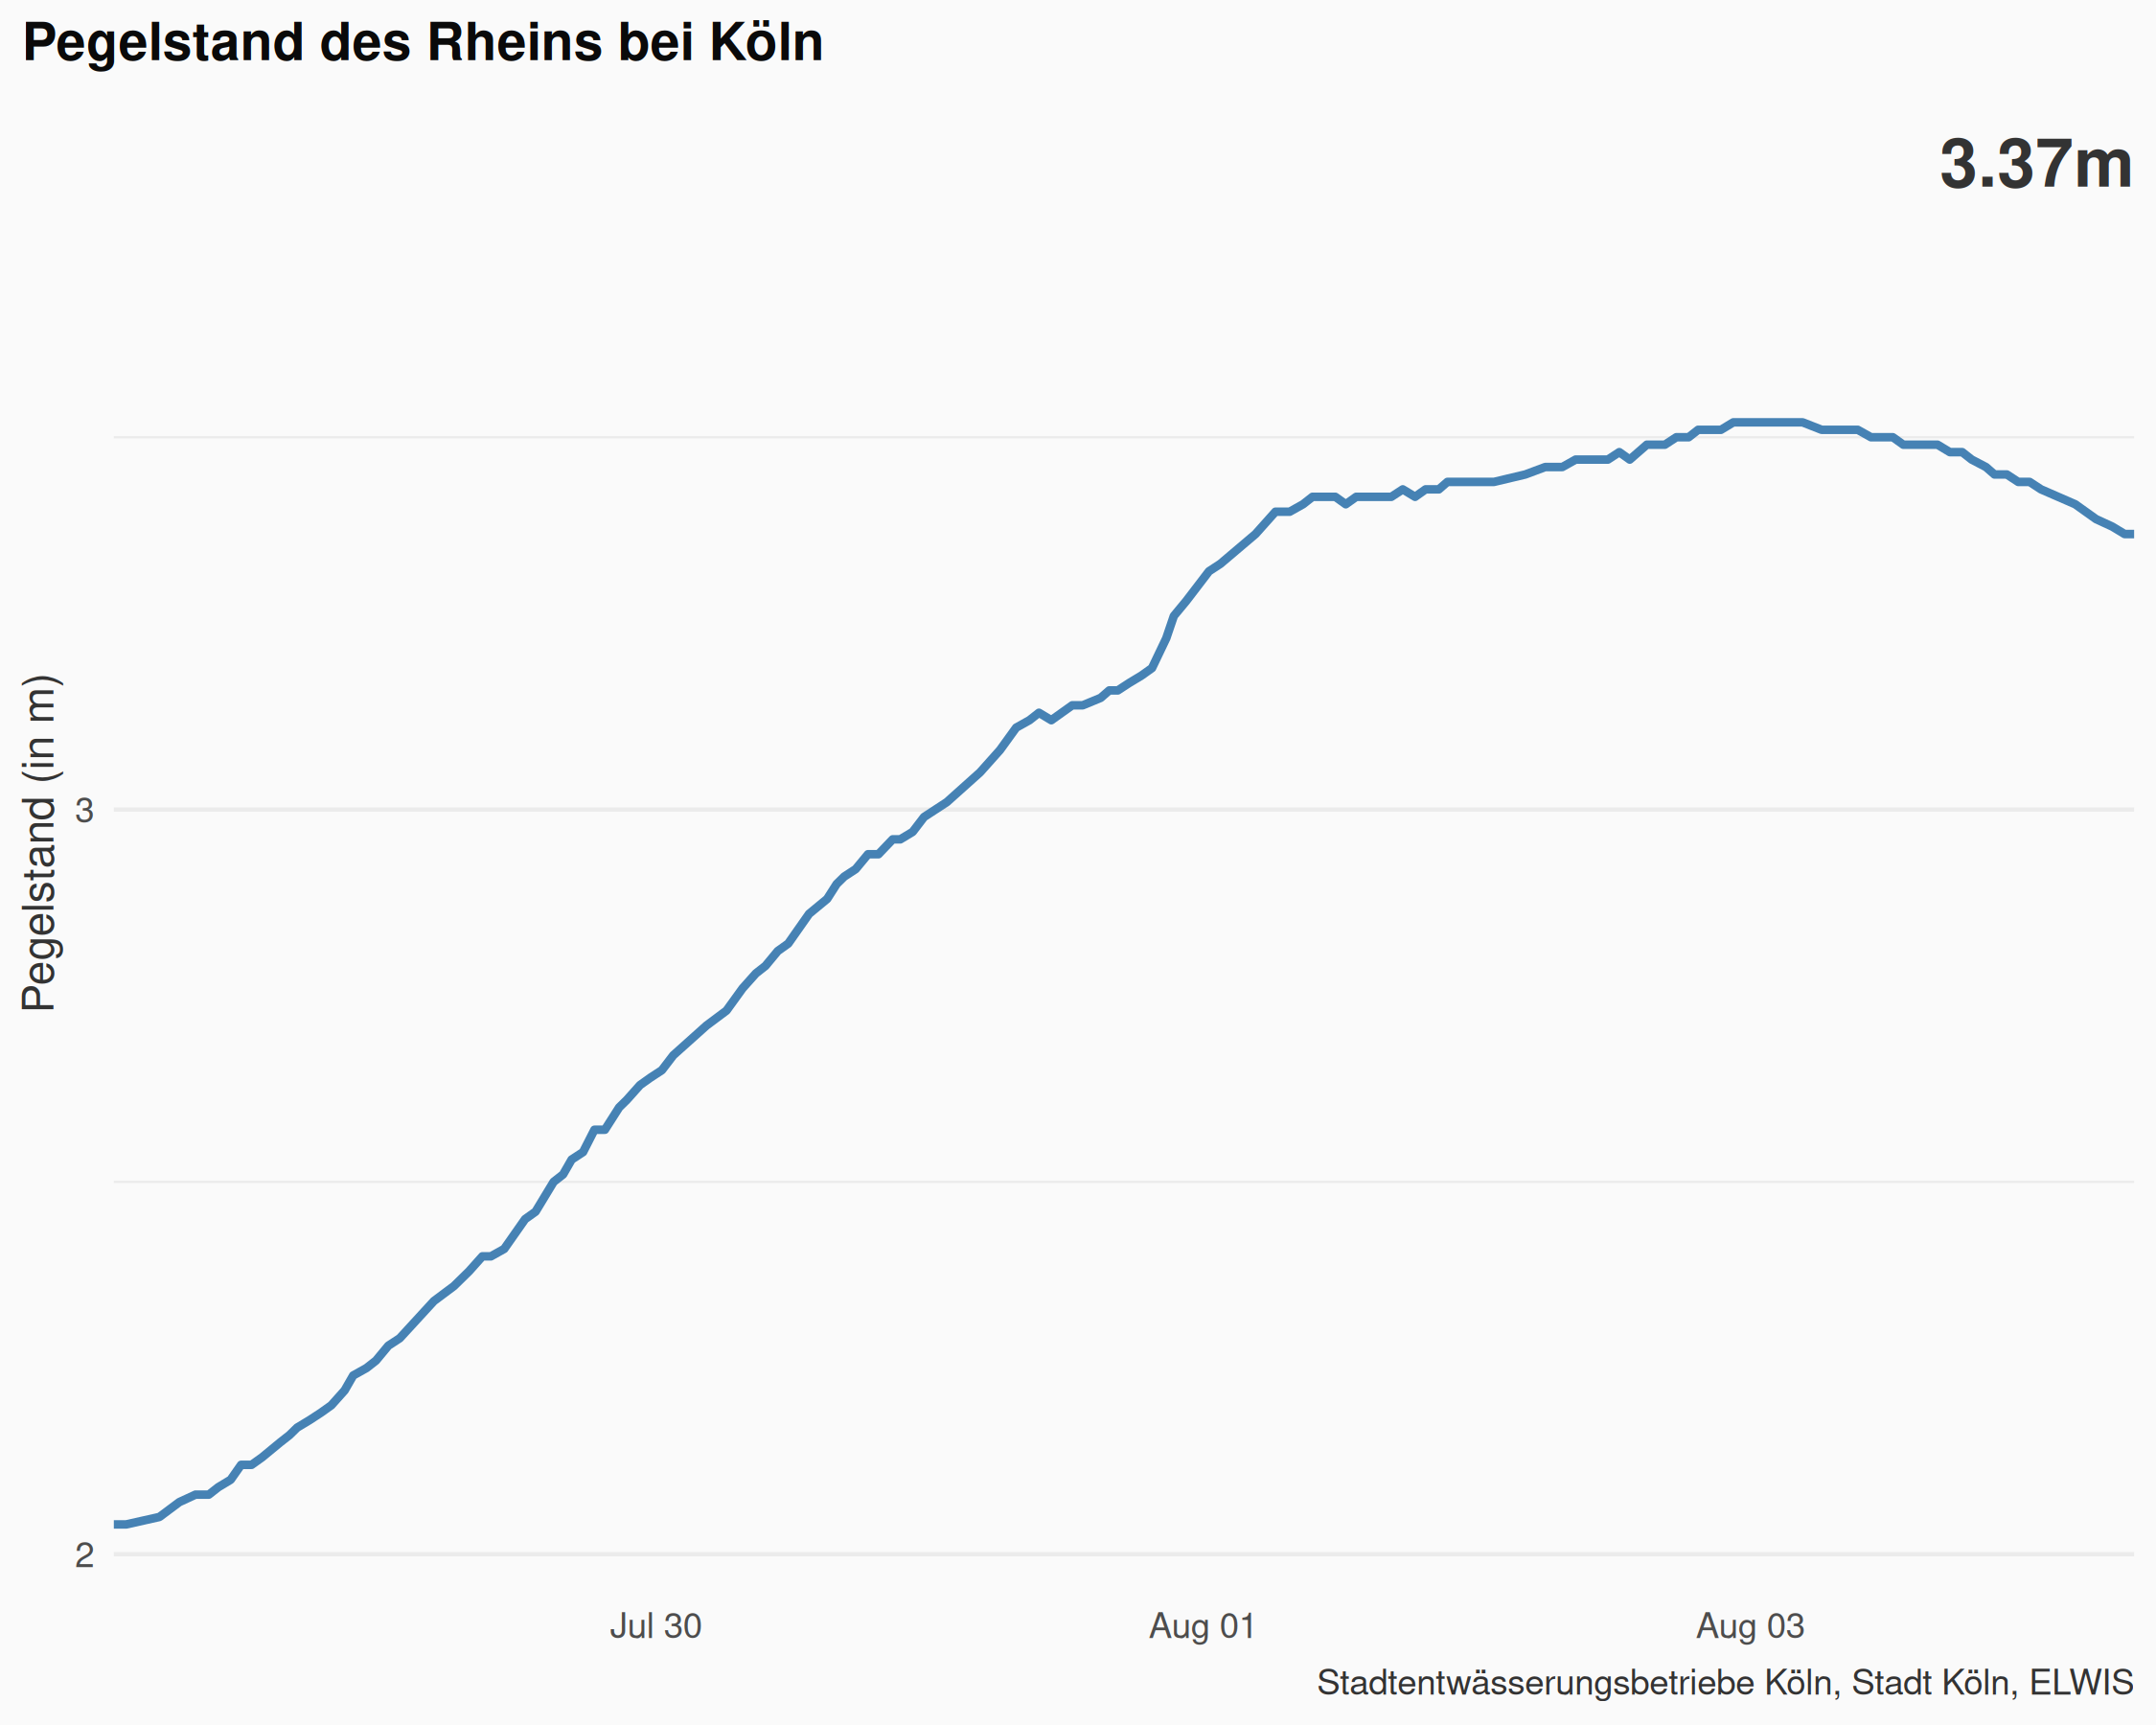 Pegelstand des Rheins bei Köln
3.37m
Pegelstand (in m)
3
2
Jul 30
Aug 01
Aug 03
Stadtentwässerungsbetriebe Köln, Stadt Köln, ELWIS